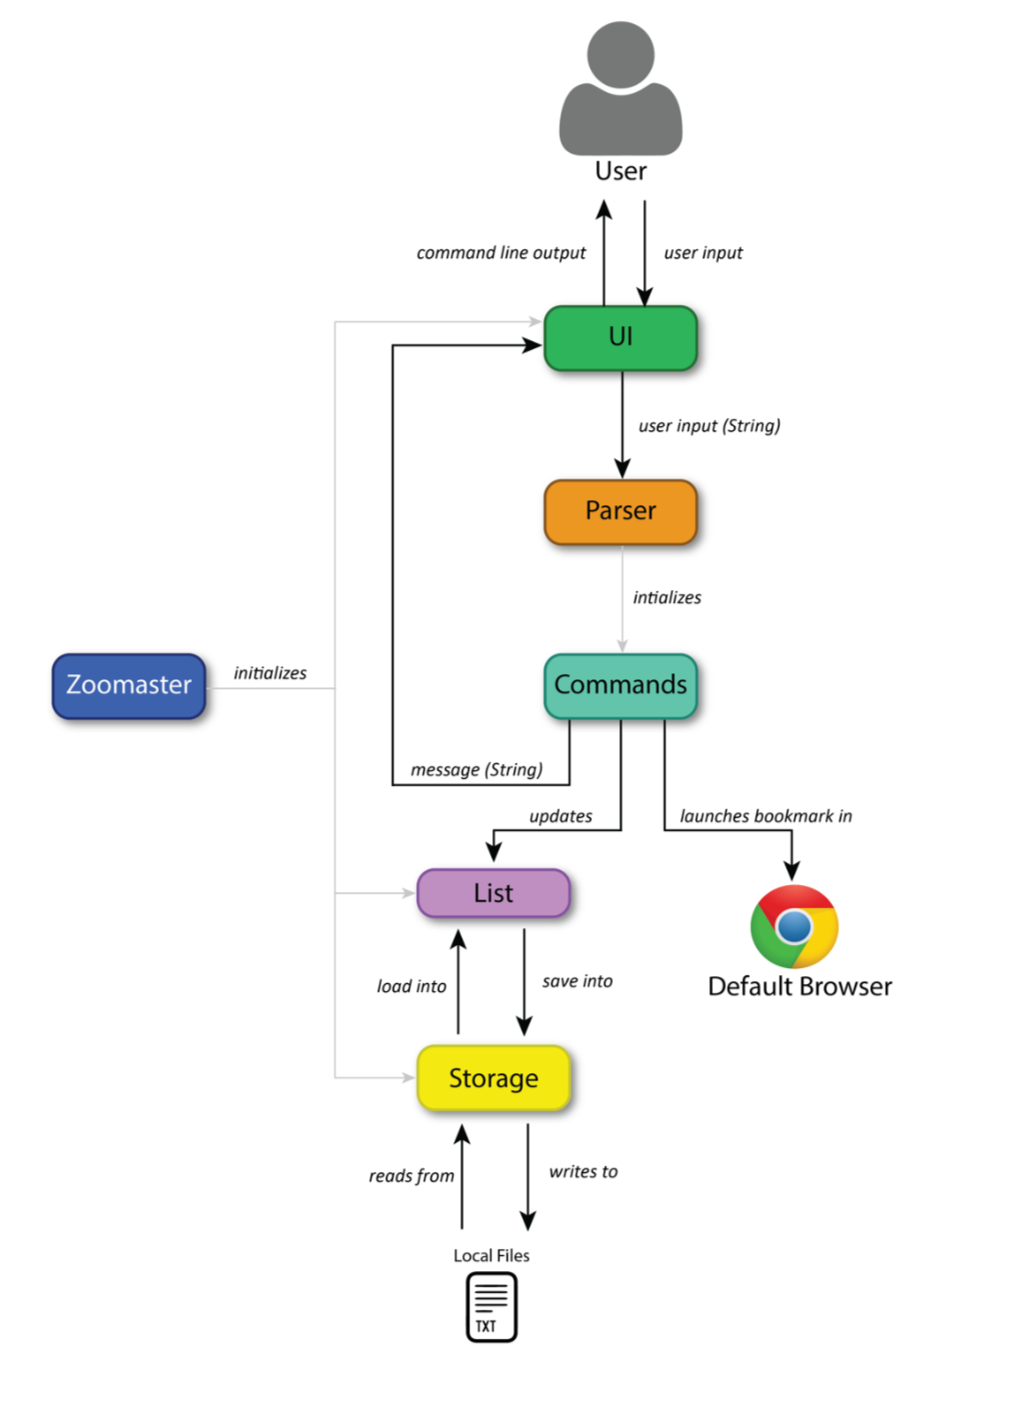 User
command line output
user input
UI
user input (String)
Parser
intializes
Zoomaster
initializes
Commands
message (String)
updates
launches bookmark in
List
Default Browser
load into
save into
Storage
reads from
writes to
Local Files
TXT